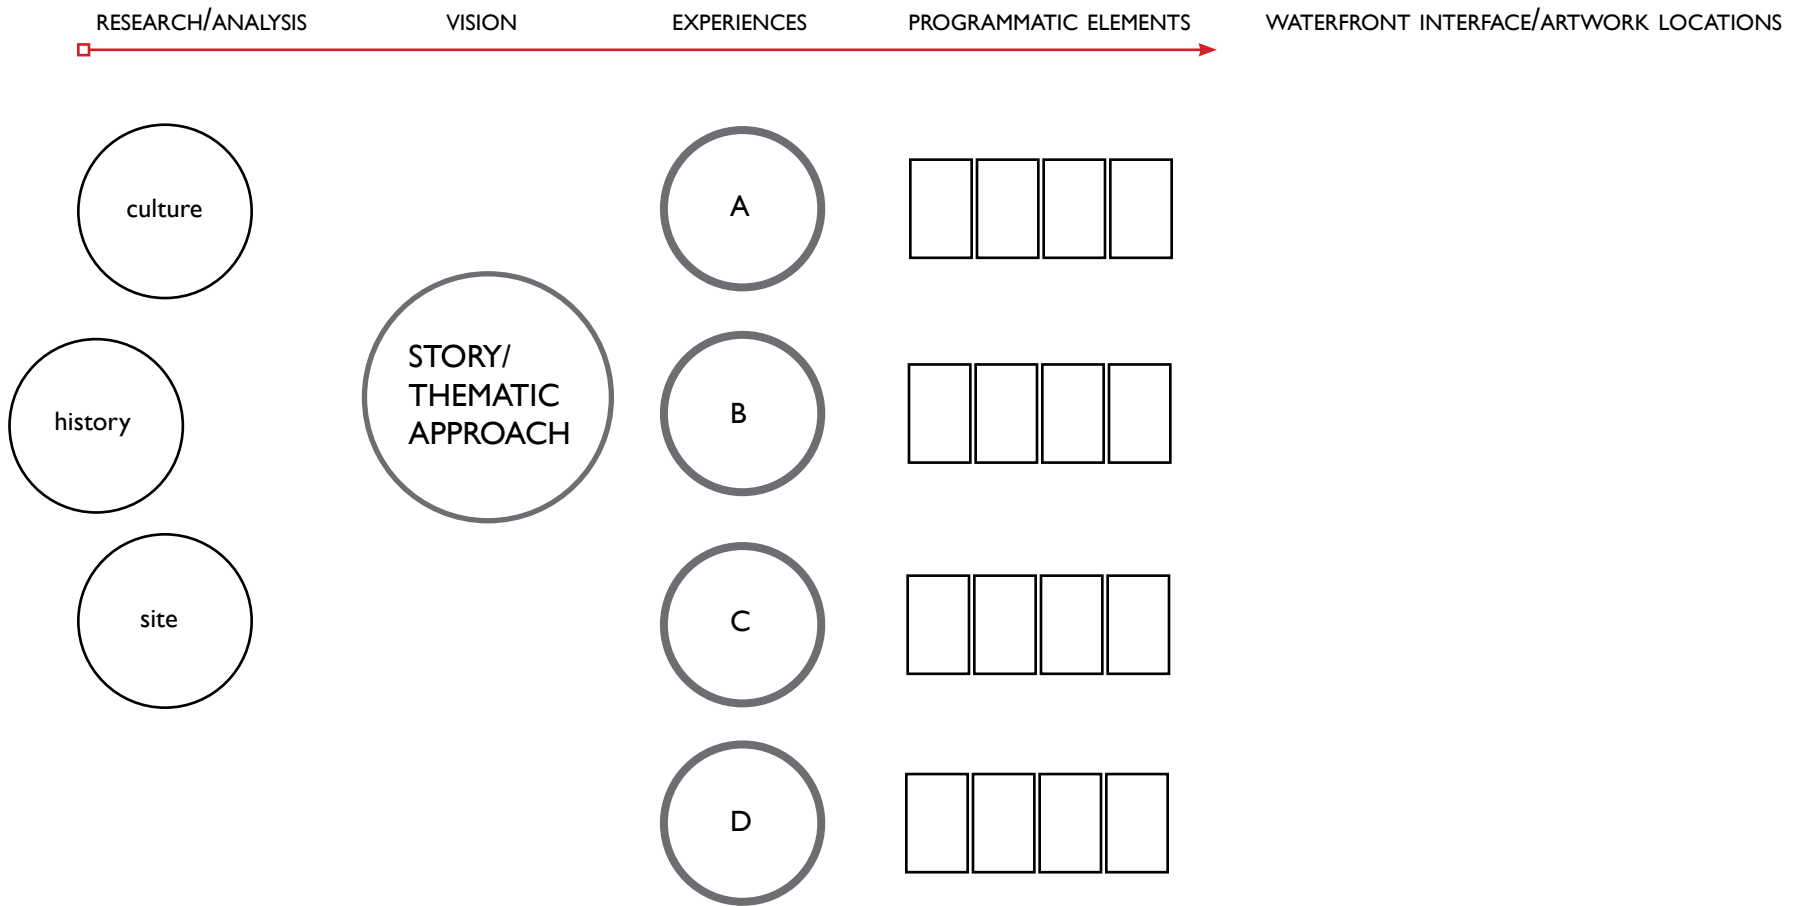 RESEARCH/ANALYSIS
VISION
EXPERIENCES
PROGRAMMATIC ELEMENTS
WATERFRONT INTERFACE/ARTWORK LOCATIONS
culture
history
site
STORY/
THEMATIC
APPROACH
A
B
C
D